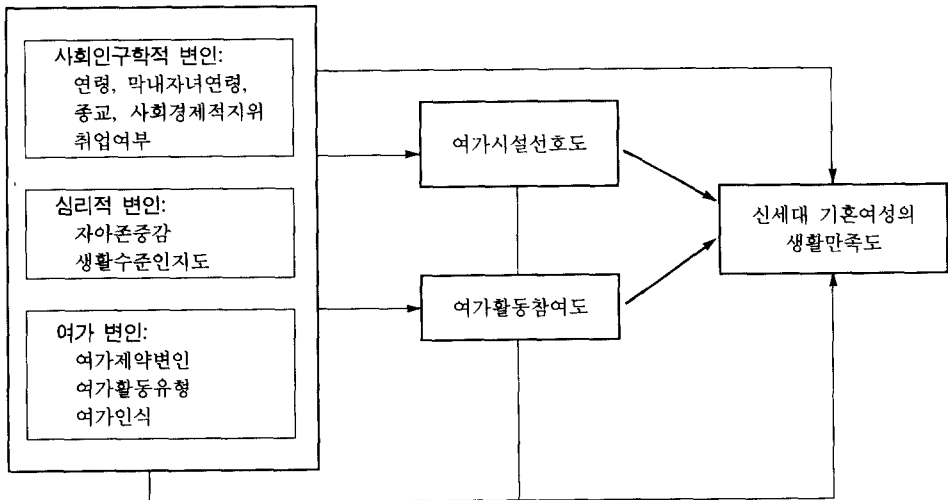 사회인구학적 변인:
연령, 막내자녀연령,
종교, 사회경제적지위
취업여부
심리적 변인:
자아존중감
생활수준인지도
여가 변인:
여가제약변인
여가활동유형
여가인식
여가시설선호도
여가활동참여도
신세대 기혼여성의
생활만족도